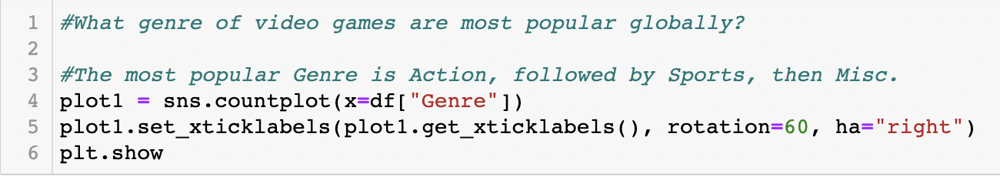 1 #What genre of video games are most popular globally?
2
3 #The most popular Genre is Action, followed by Sports, then Misc.
4 plot1 = sns.countplot(x=df["Genre"])
5 plot1.set_xticklabels(plot1.get_xticklabels(), rotation=60, ha="right")
6 plt.show